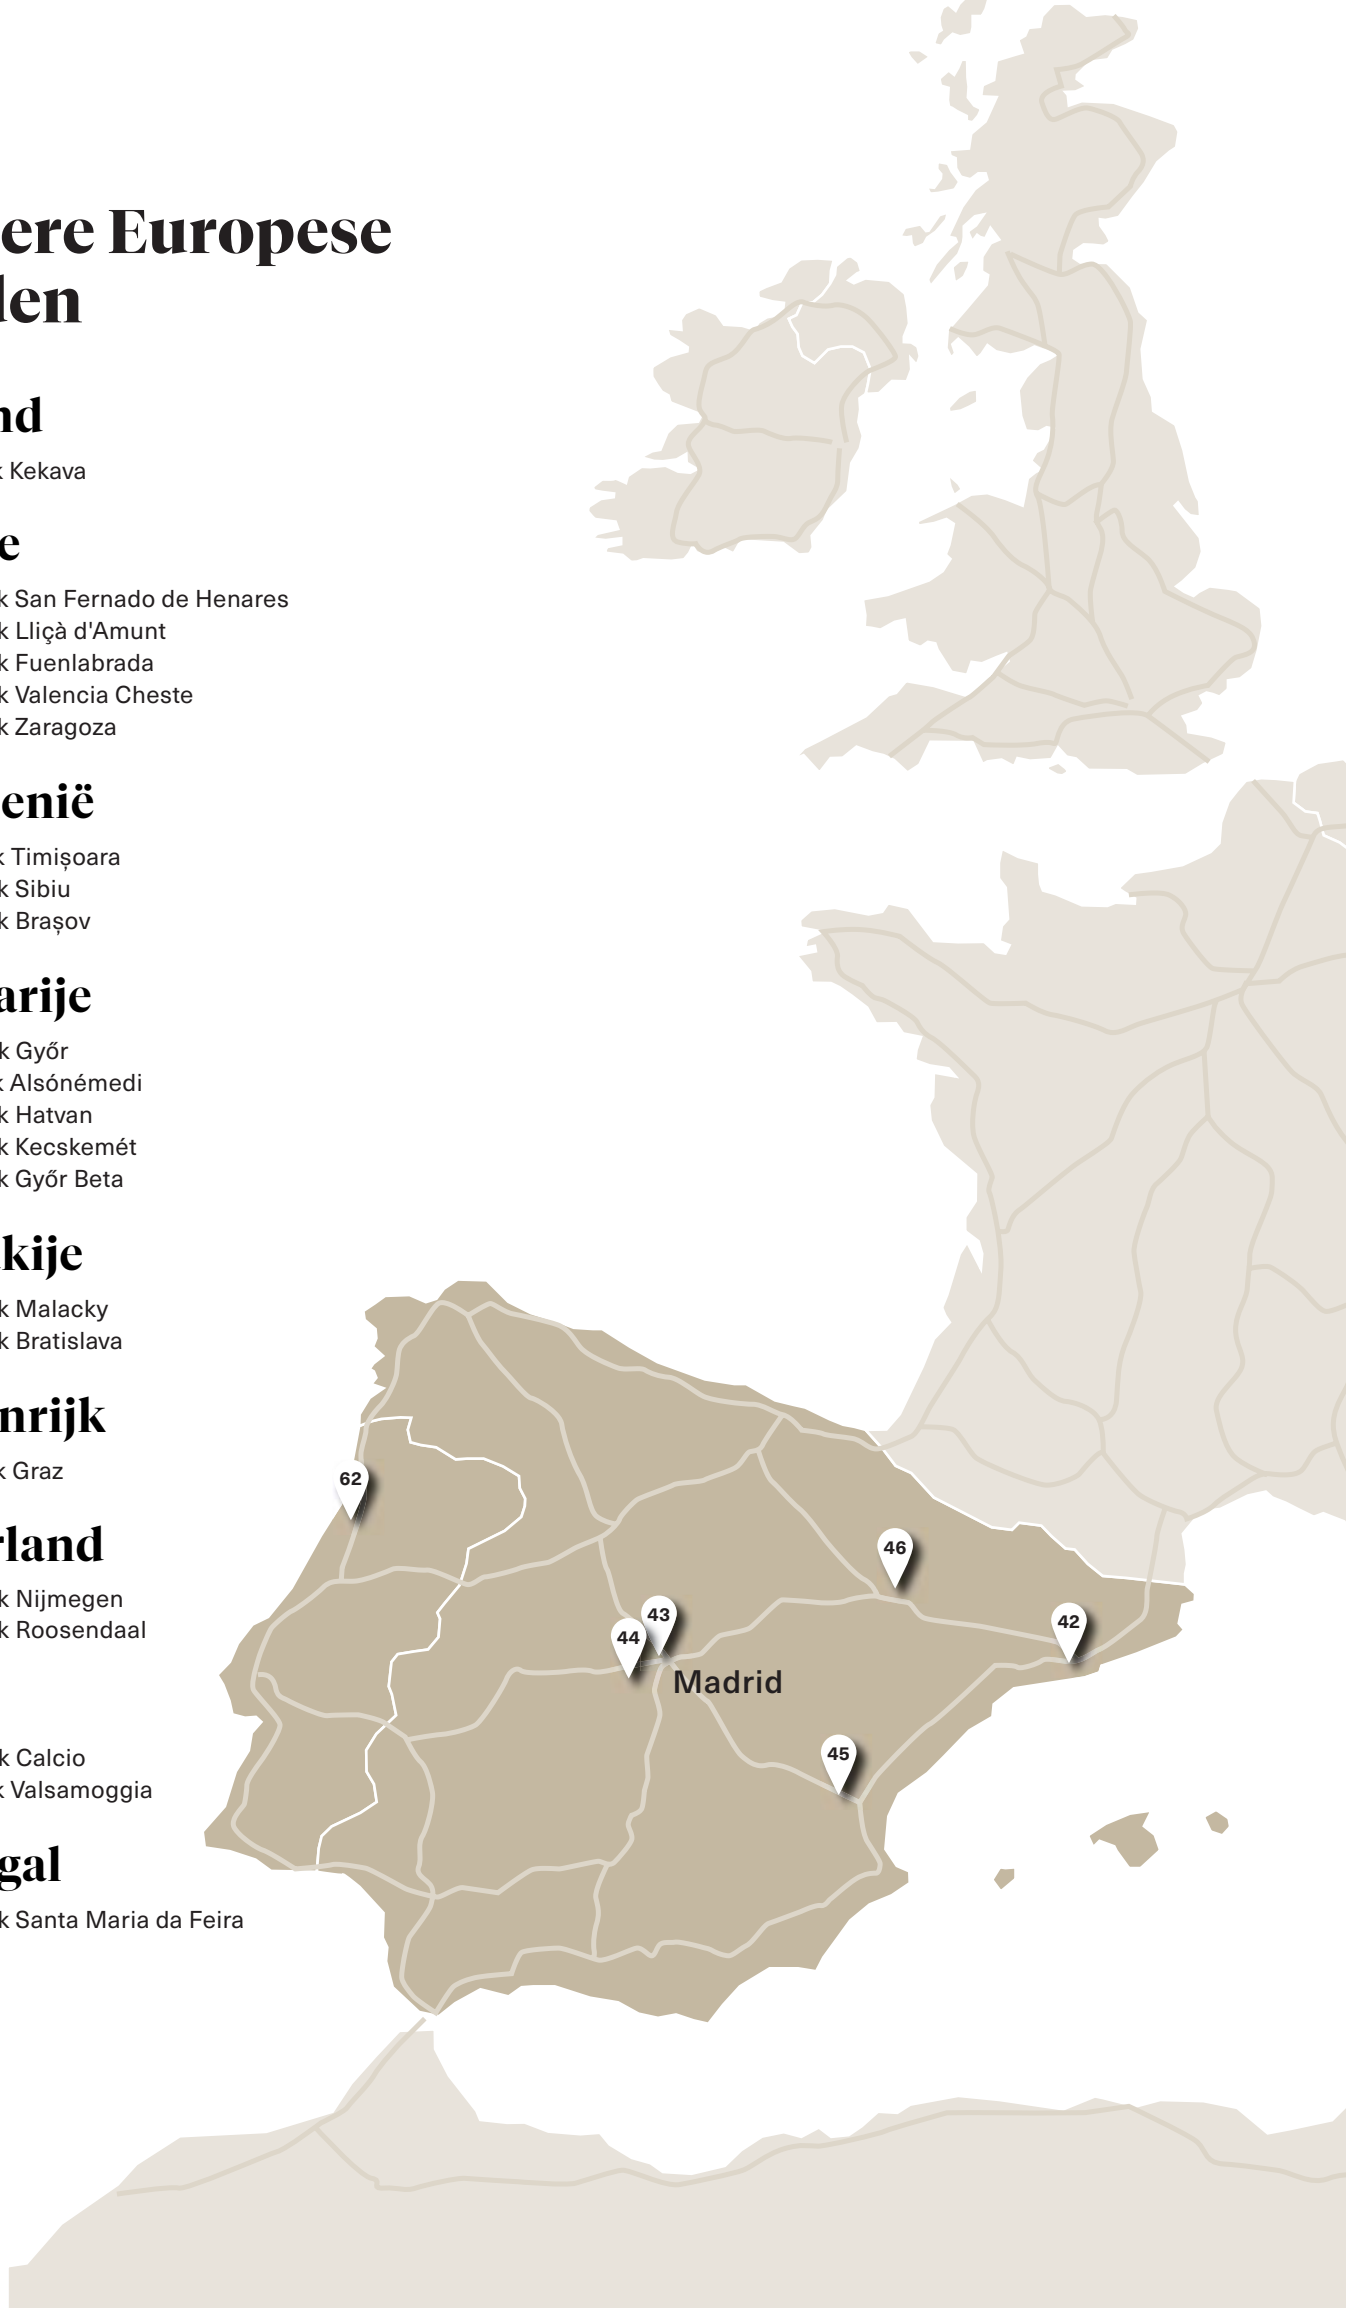 ere Europese
len
nd
k Kekava
e
k San Fernado de Henares
k Lliçà d'Amunt
k Fuenlabrada
k Valencia Cheste
k Zaragoza
enië
k Timișoara
k Sibiu
k Brașov
arije
k Győr
k Alsónémedi
k Hatvan
k Kecskemét
k Győr Beta
kije
k Malacky
k Bratislava
nrijk
k Graz
rland
k Nijmegen
k Roosendaal
k Calcio
k Valsamoggia
gal
k Santa Maria da Feira
62
46
43
44
42
Madrid
45